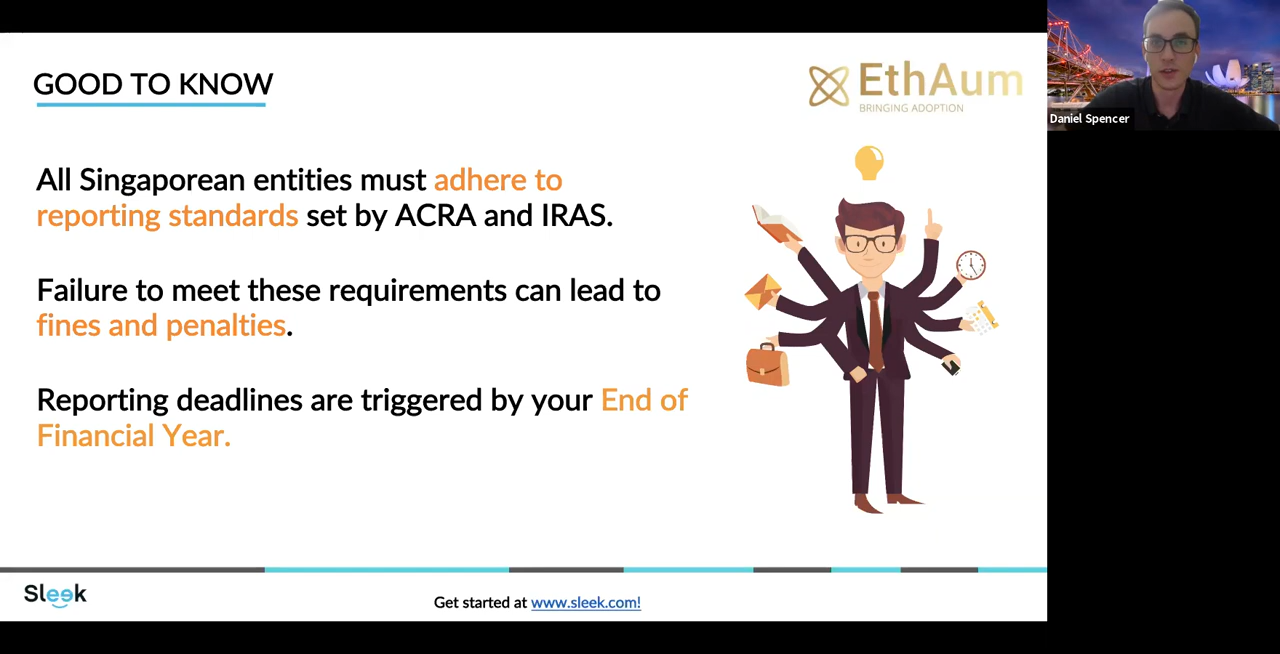 GOOD TO KNOW
EthAum
BRINGING ADOPTION
Daniel Spencer
All Singaporean entities must adhere to
reporting standards set by ACRA and IRAS.
Failure to meet these requirements can lead to
fines and penalties.
Reporting deadlines are triggered by your End of
Financial Year.
Sleek
Get started at www.sleek.com!